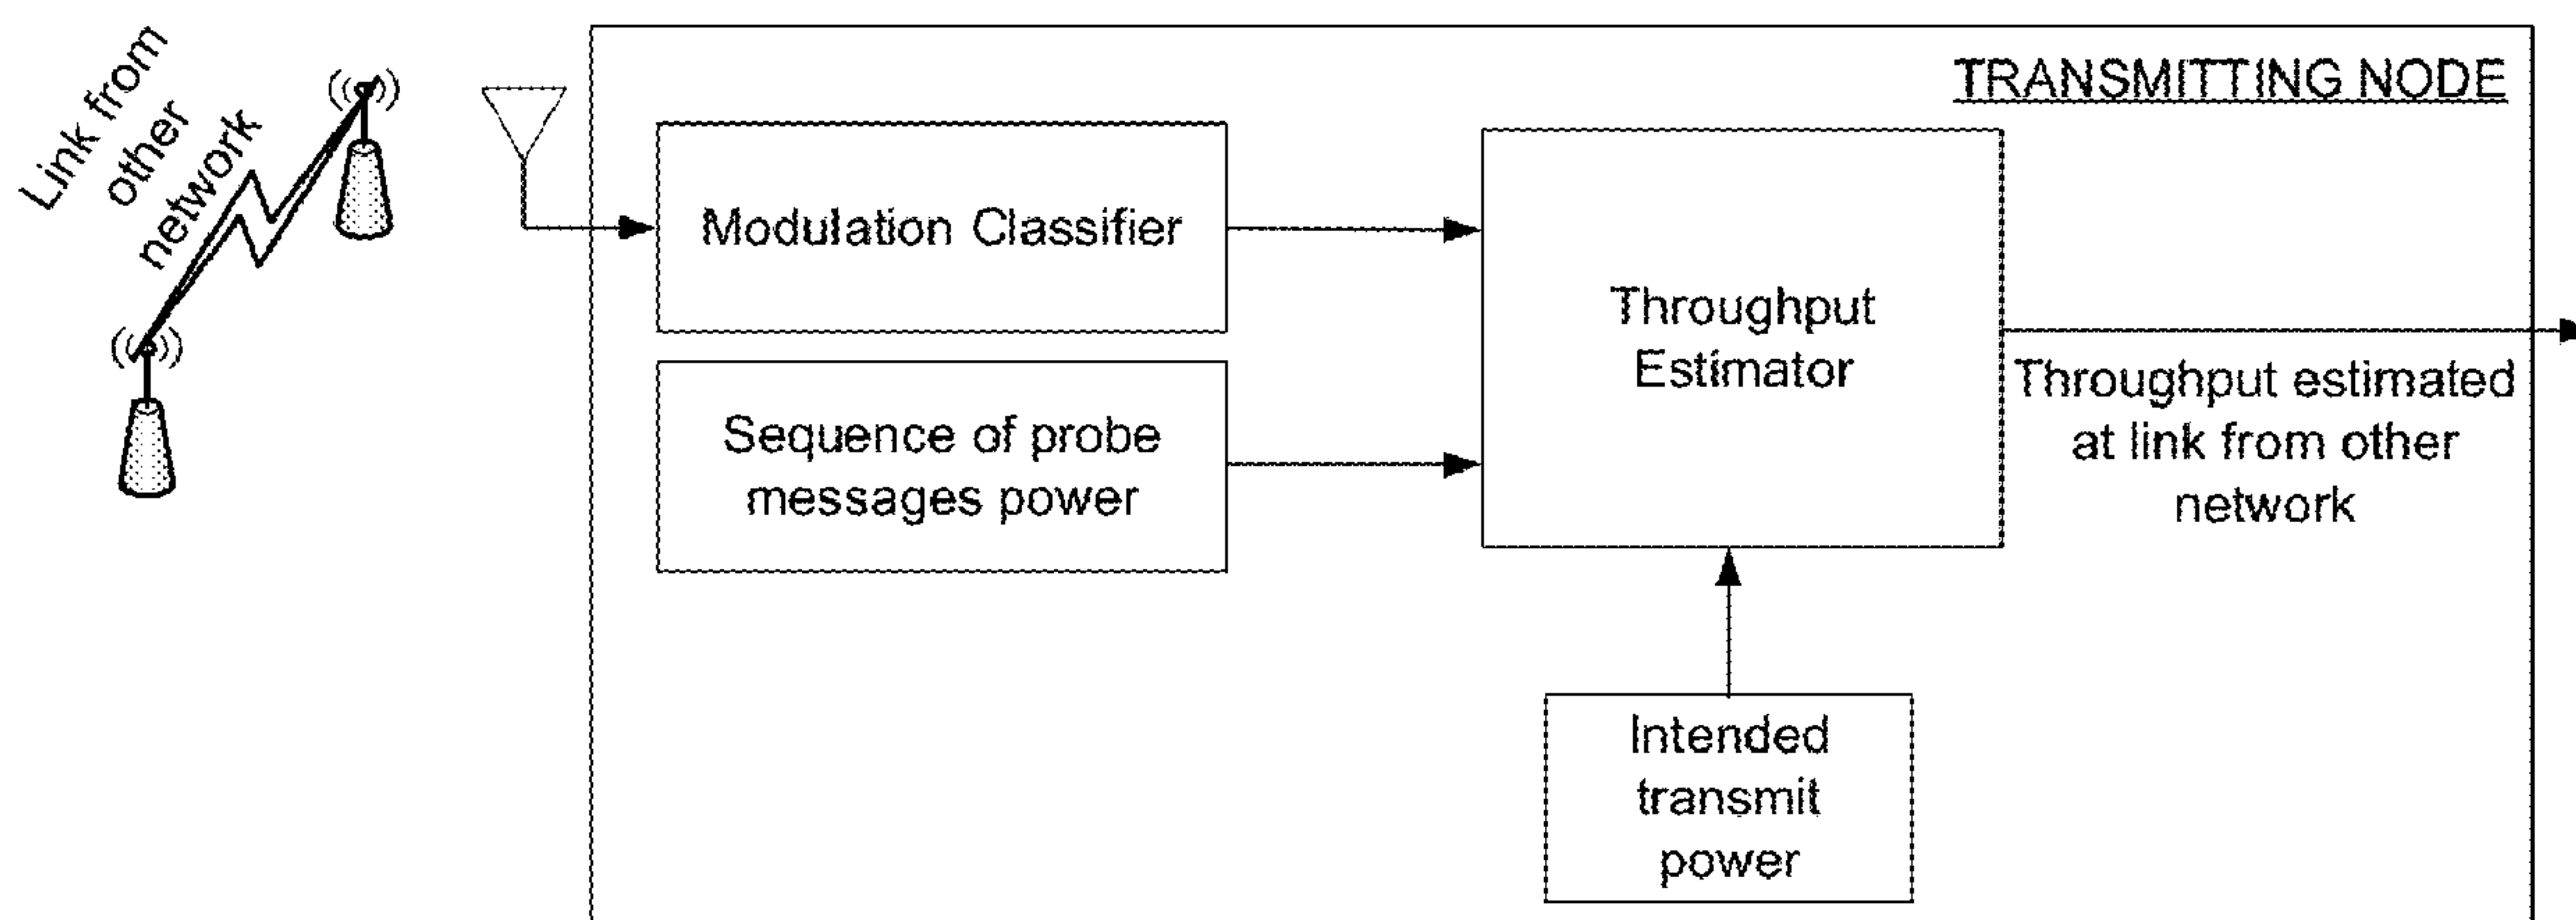 Link from
other
network
TRANSMITTING NODE
Modulation Classifier
Sequence of probe
messages power
Throughput
Estimator
Throughput estimated
at link from other
network
Intended
transmit
power